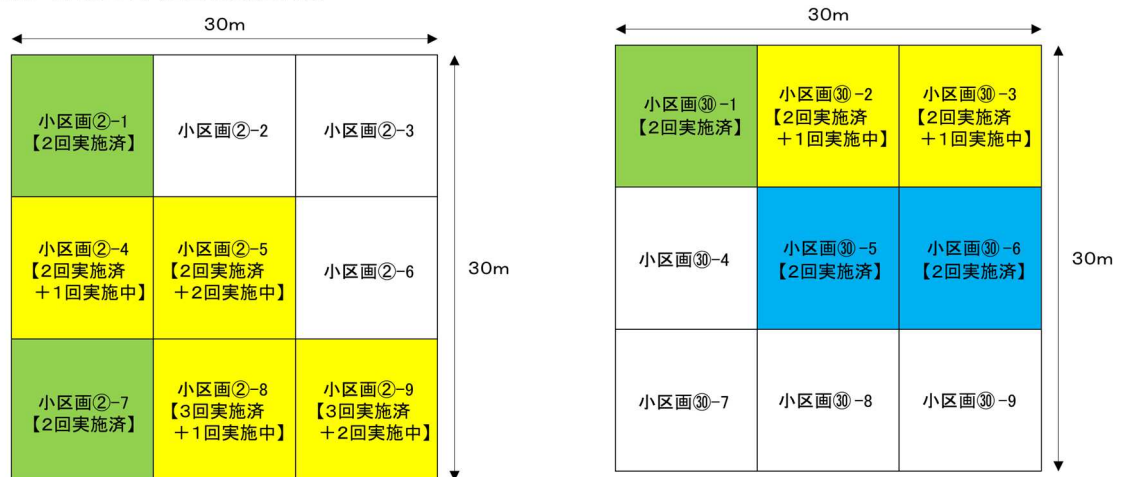 30m
小区画②-1
【2回実施済】
小区画②-2
小区画②-3
小区画②-4
【2回実施済
＋1回実施中】
小区画②-5
【2回実施済
＋2回実施中】
小区画②-6
小区画②-7
【2回実施済】
小区画②-8
【3回実施済
＋1回実施中】
小区画②-9
【3回実施済
＋2回実施中】
30m
30m
小区画㉚-1
【2回実施済】
小区画㉚-2
【2回実施済
＋1回実施中】
小区画㉚-3
【2回実施済
＋1回実施中】
小区画㉚-4
小区画㉚-5
【2回実施済】
小区画㉚-6
【2回実施済】
小区画㉚-7
小区画㉚-8
小区画㉚-9
30m